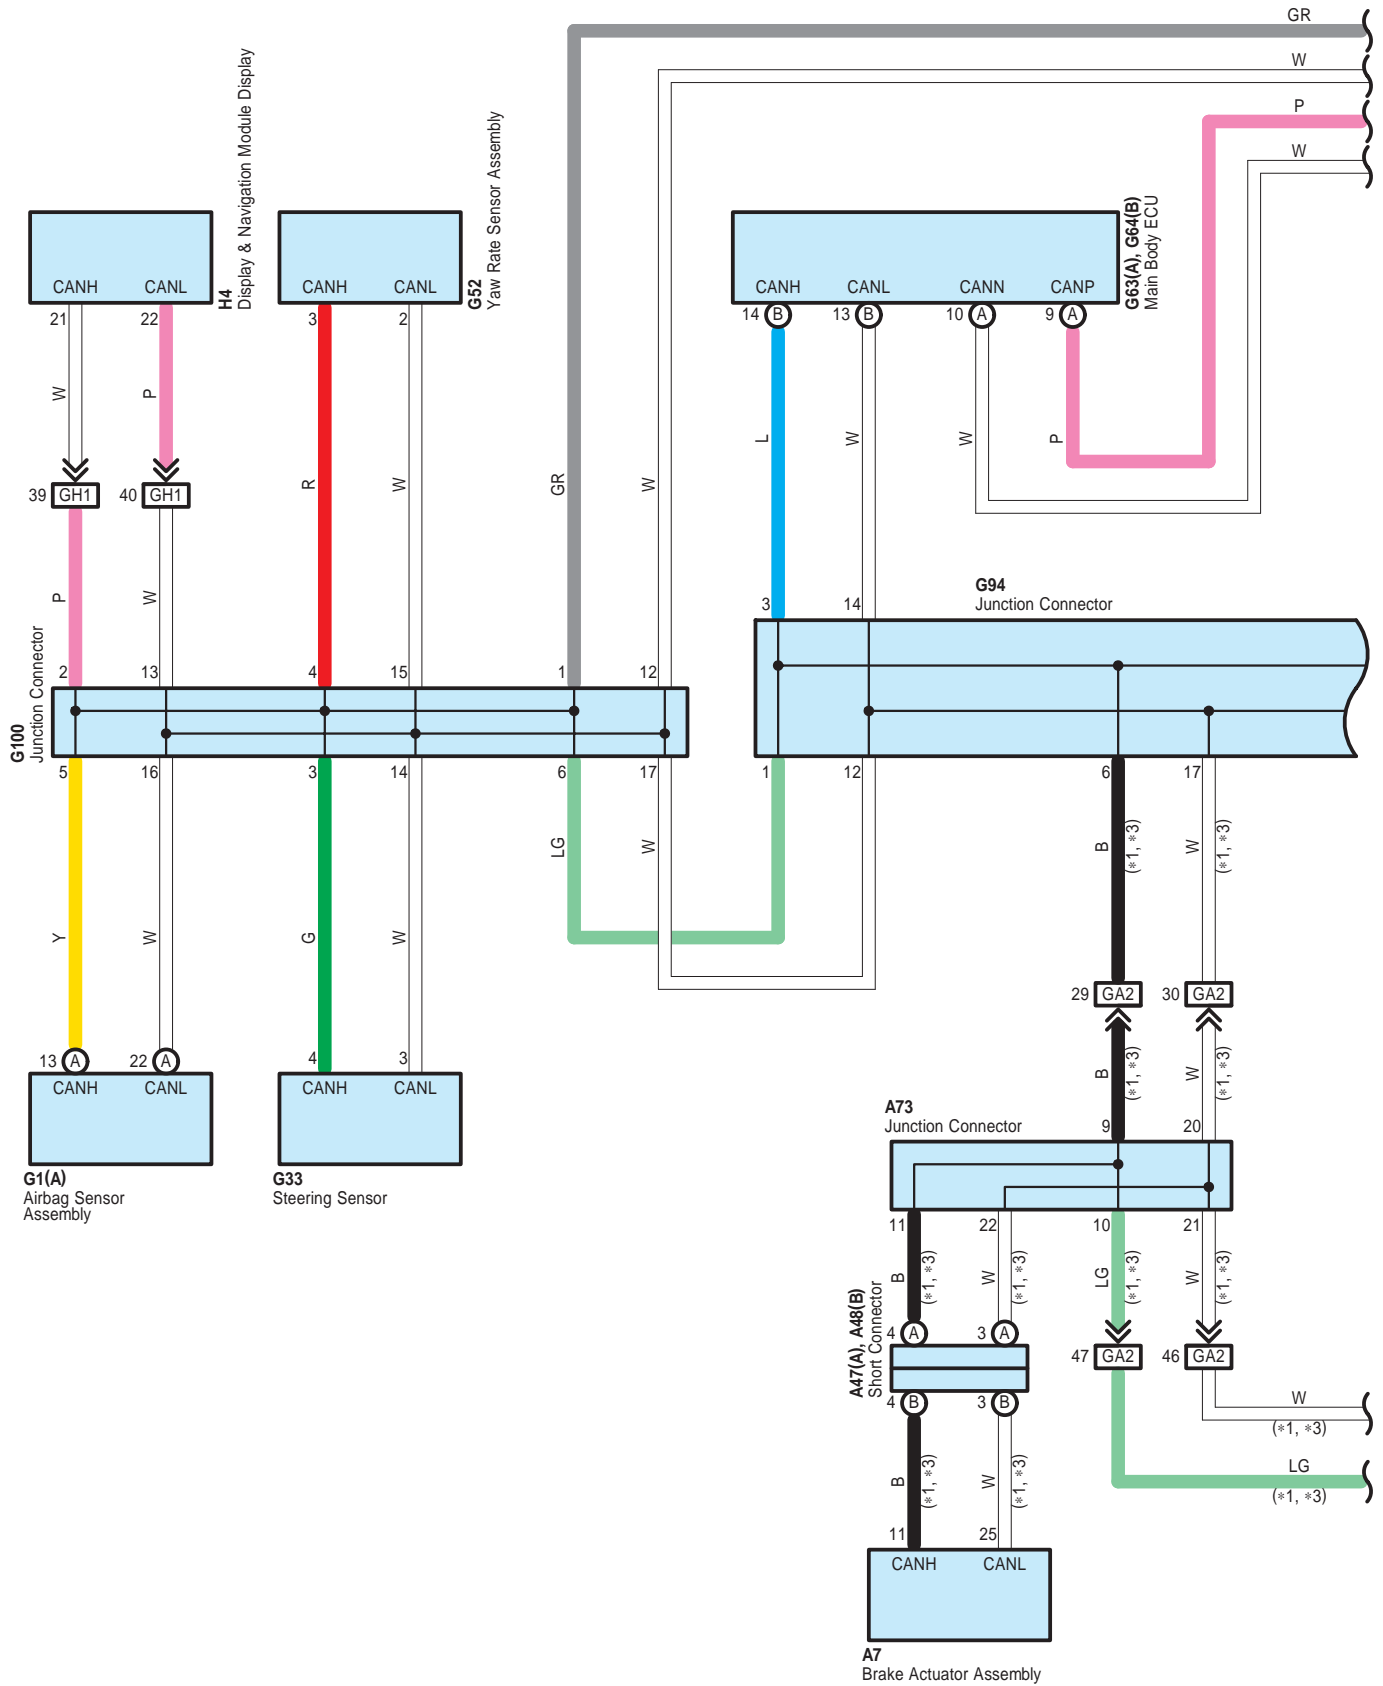 GR
W
P
W
H4
Display & Navigation Module Display
G52
Yaw Rate Sensor Assembly
G63(A), G64(B)
Main Body ECU
CANH CANL
CANH CANL
CANH CANL CANN CANP
21 22
3 2
14 B 13 B 10 A 9 A
W P
L W W P
39 GH1 40 GH1
R W GR W
P W
G94
Junction Connector
3 14
G100
Junction Connector
2 13 4 15 1 12
5 16 3 14 6 17
1 12 6 17
LG W
B (*1, *3) W (*1, *3)
Y W G W
29 GA2 30 GA2
B (*1, *3) W (*1, *3)
13 A 22 A
4 3
CANH CANL
CANH CANL
G1(A)
Airbag Sensor
Assembly
G33
Steering Sensor
A73
Junction Connector
9 20
11 22 10 21
B (*1, *3) W (*1, *3) LG (*1, *3) W (*1, *3)
A47(A), A48(B)
Short Connector
4 A 3 A
47 GA2 46 GA2
4 B 3 B
W
(*1, *3)
LG
(*1, *3)
B (*1, *3) W (*1, *3)
11 25
CANH CANL
A7
Brake Actuator Assembly